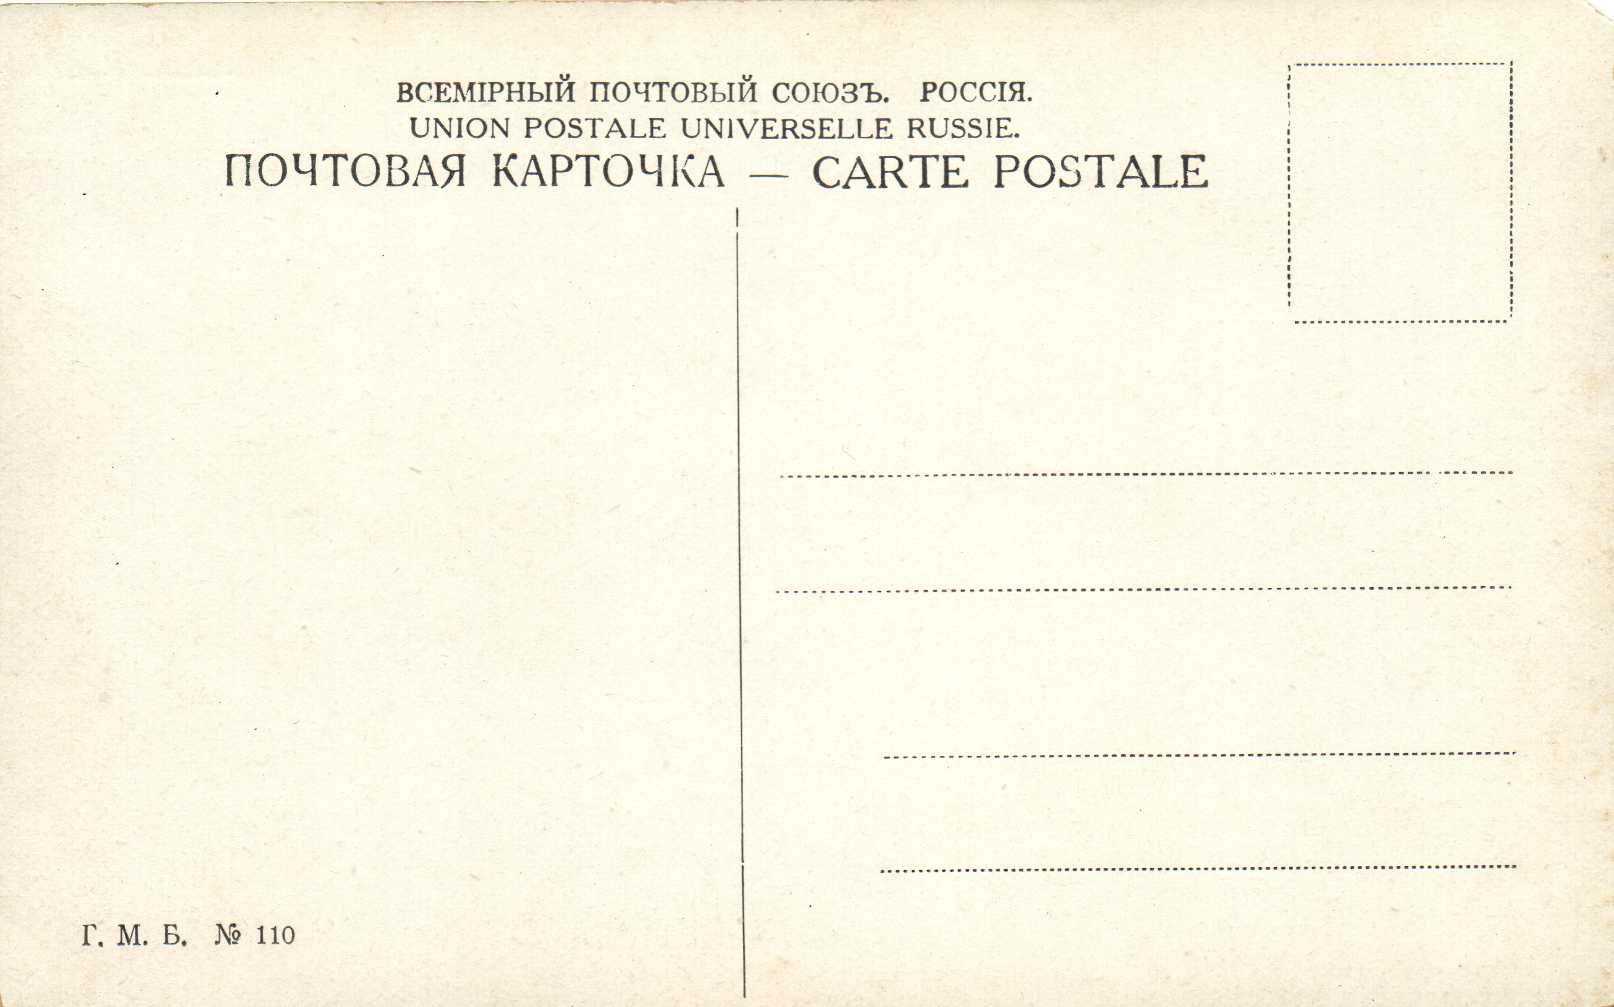 ВСЕМІРНЫЙ ПОЧТОВЫЙ СОЮЗЪ. РОССІЯ.
UNION POSTALE UNIVERSELLE RUSSIE.
ПОЧТОВАЯ КАРТОЧКА — CARTE POSTALE
Г. М. Б. № 110